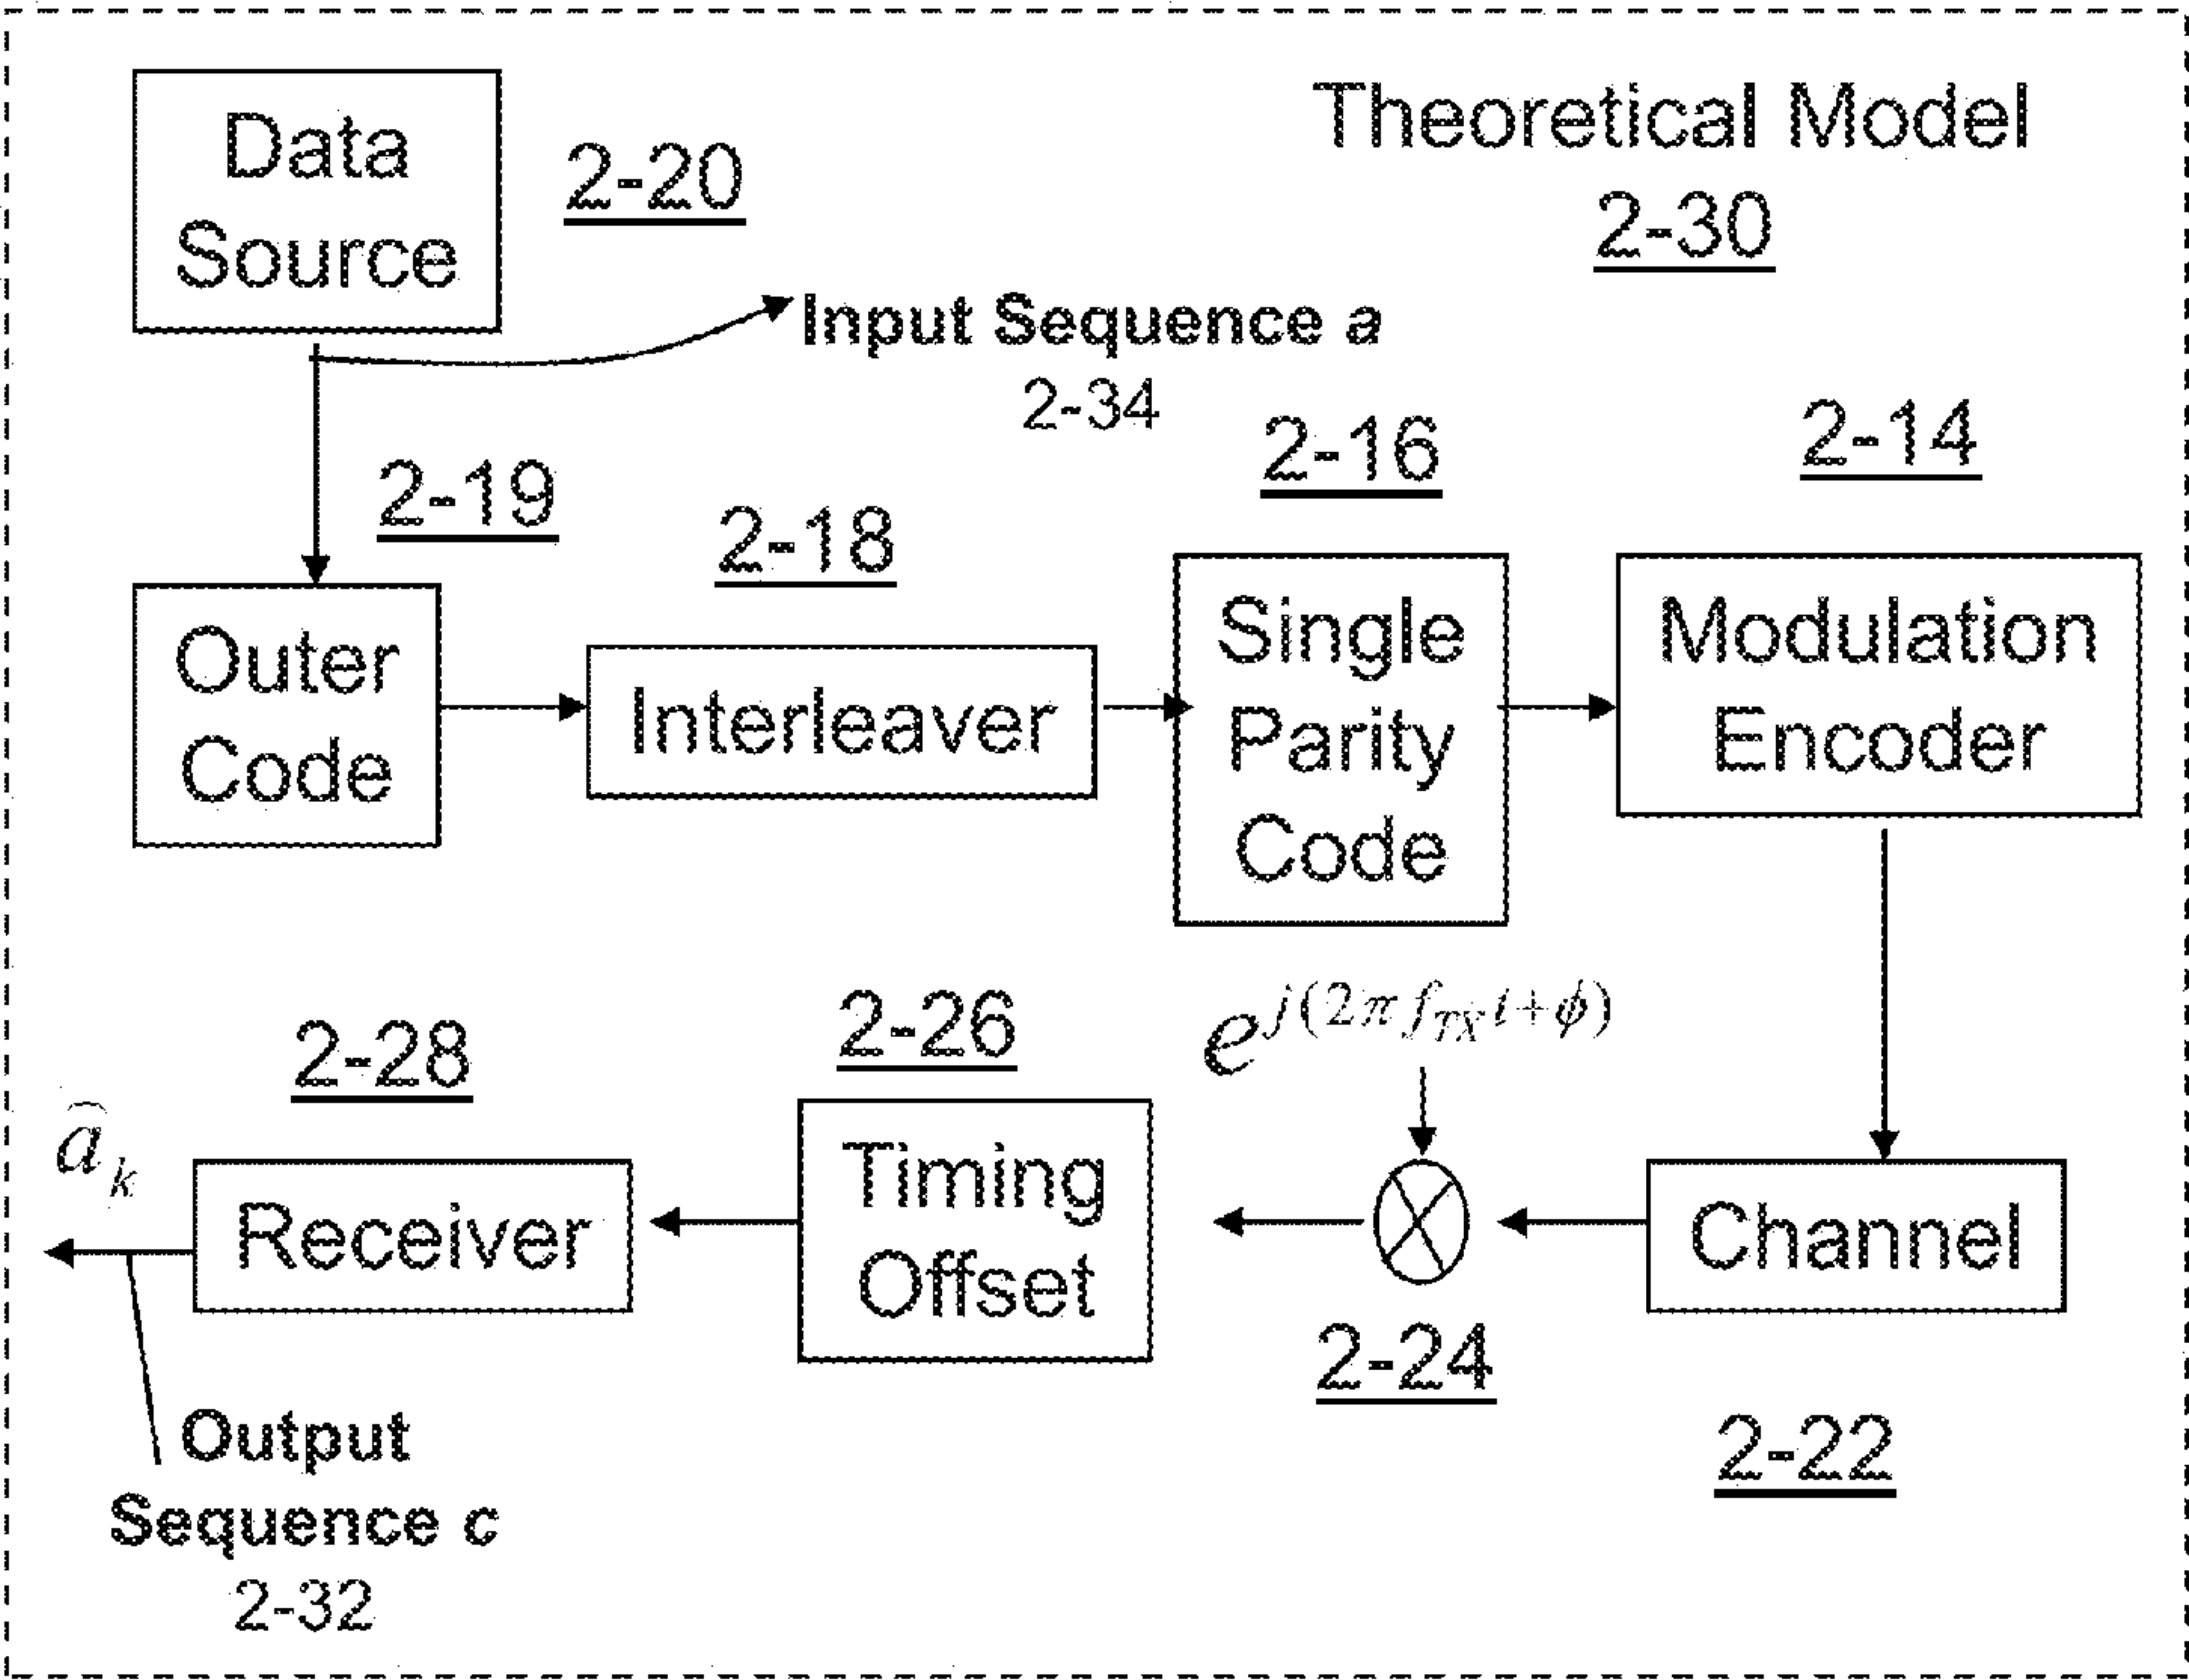 Data
Source
2-20
Theoretical Model
2-30
Input Sequence a
2-34
2-19
2-18
2-16
2-14
Outer
Code
Interleaver
Single
Parity
Code
Modulation
Encoder
2-28
2-26
e^{j(2π f_{TX} t+ϕ)}
â_k
Receiver
Timing
Offset
Channel
2-24
2-22
Output
Sequence c
2-32